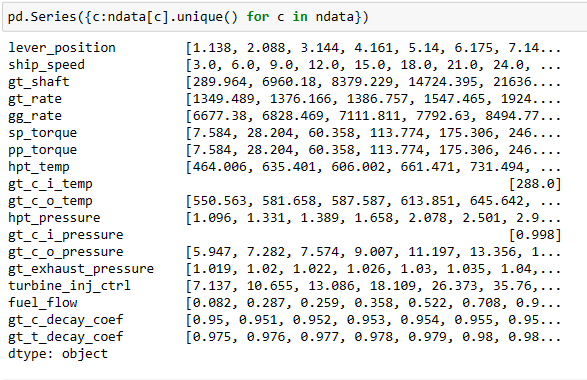 pd.Series({c:ndata[c].unique() for c in ndata})
lever_position [1.138, 2.088, 3.144, 4.161, 5.14, 6.175, 7.14...
ship_speed [3.0, 6.0, 9.0, 12.0, 15.0, 18.0, 21.0, 24.0, ...
gt_shaft [289.964, 6960.18, 8379.229, 14724.395, 21636....
gt_rate [1349.489, 1376.166, 1386.757, 1547.465, 1924....
gg_rate [6677.38, 6828.469, 7111.811, 7792.63, 8494.77...
sp_torque [7.584, 28.204, 60.358, 113.774, 175.306, 246....
pp_torque [7.584, 28.204, 60.358, 113.774, 175.306, 246....
hpt_temp [464.006, 635.401, 606.002, 661.471, 731.494, ...
gt_c_i_temp [288.0]
gt_c_o_temp [550.563, 581.658, 587.587, 613.851, 645.642, ...
hpt_pressure [1.096, 1.331, 1.389, 1.658, 2.078, 2.501, 2.9...
gt_c_i_pressure [0.998]
gt_c_o_pressure [5.947, 7.282, 7.574, 9.007, 11.197, 13.356, 1...
gt_exhaust_pressure [1.019, 1.02, 1.022, 1.026, 1.03, 1.035, 1.04,...
turbine_inj_ctrl [7.137, 10.655, 13.086, 18.109, 26.373, 35.76,...
fuel_flow [0.082, 0.287, 0.259, 0.358, 0.522, 0.708, 0.9...
gt_c_decay_coef [0.95, 0.951, 0.952, 0.953, 0.954, 0.955, 0.95...
gt_t_decay_coef [0.975, 0.976, 0.977, 0.978, 0.979, 0.98, 0.98...
dtype: object